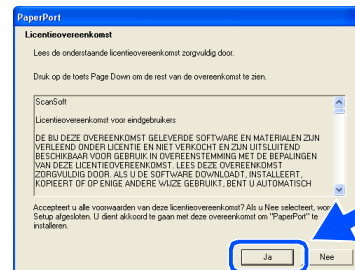 PaperPort
Licentieovereenkomst
Lees de onderstaande licentieovereenkomst zorgvuldig door.
Druk op de toets Page Down om de rest van de overeenkomst te zien.
ScanSoft
Licentieovereenkomst voor eindgebruikers
DE BIJ DEZE OVEREENKOMST GELEVERDE SOFTWARE EN MATERIALEN ZIJN
VERLEEND ONDER LICENTIE EN NIET VERKOCHT EN ZIJN UITSLUITEND
BESCHIKBAAR VOOR GEBRUIK IN OVEREENSTEMMING MET DE BEPALINGEN
VAN DEZE LICENTIEOVEREENKOMST. LEES DEZE OVEREENKOMST
ZORGVULDIG DOOR. ALS U DE SOFTWARE DOWNLOADT, INSTALLEERT,
KOPIEERT OF OP ENIGE ANDERE WIJZE GEBRUIKT, BENT U AUTOMATISCH
Accepteert u alle voorwaarden van deze licentieovereenkomst? Als u Nee selecteert, wor
Setup afgesloten. U dient akkoord te gaan met deze overeenkomst om "PaperPort" te
installeren.
Ja
Nee